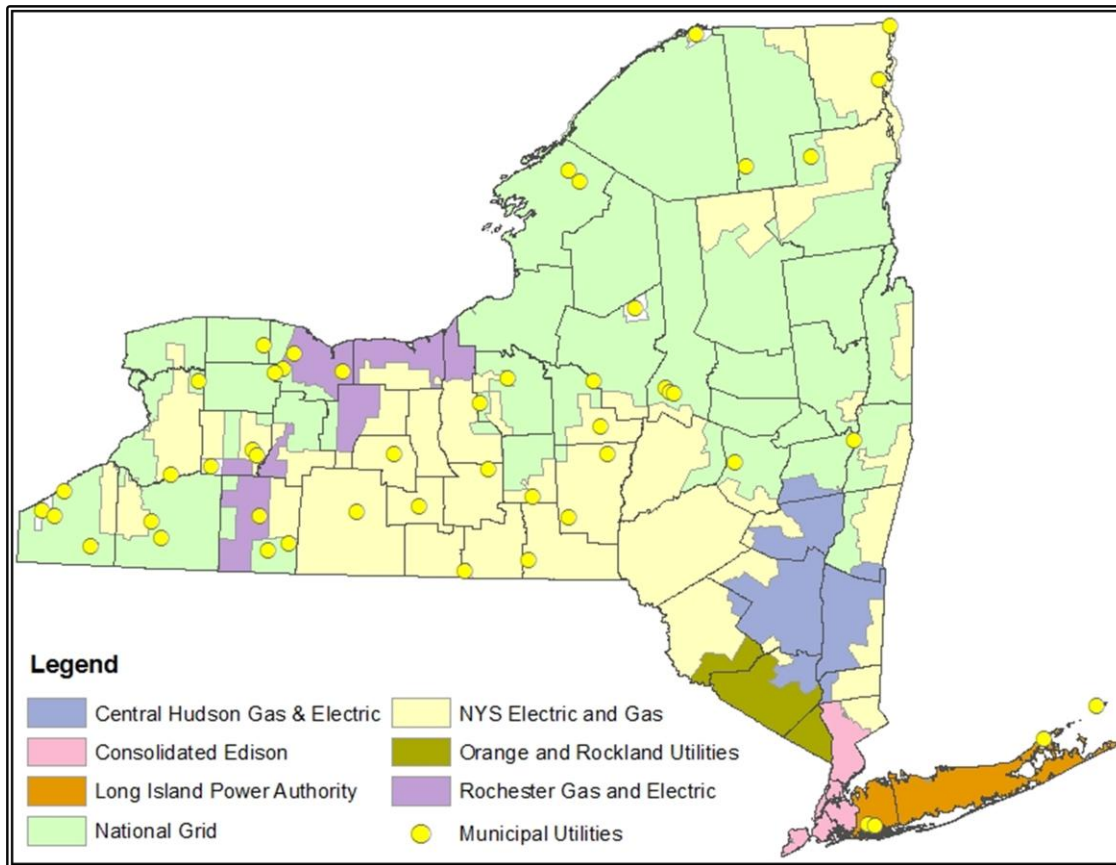 Legend
Central Hudson Gas & Electric
Consolidated Edison
Long Island Power Authority
National Grid
NYS Electric and Gas
Orange and Rockland Utilities
Rochester Gas and Electric
Municipal Utilities